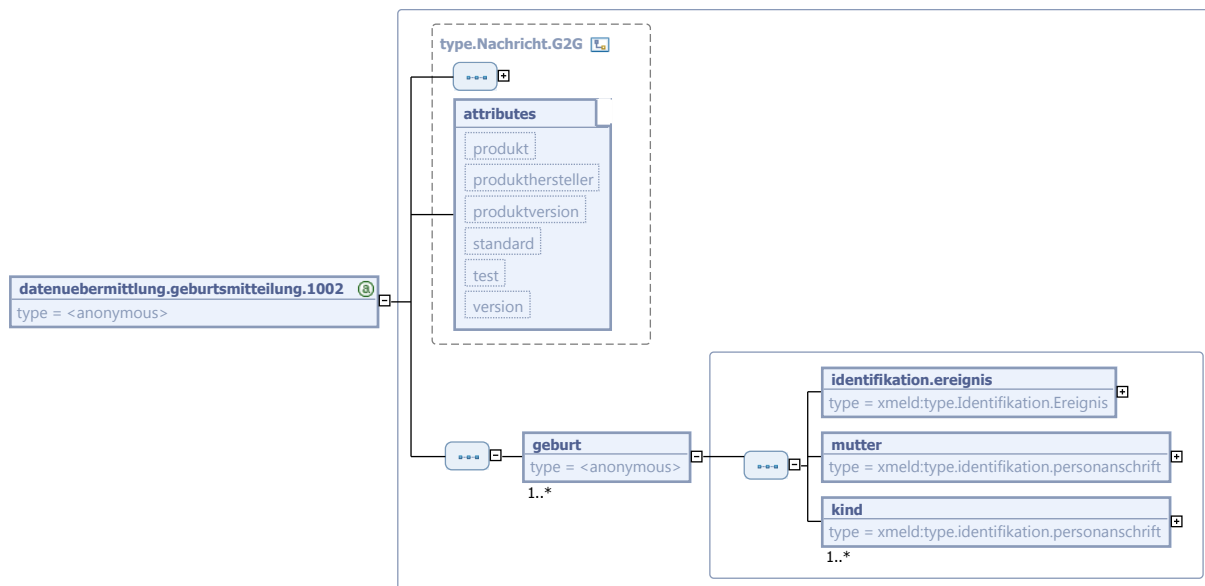 type.Nachricht.G2G
attributes
produkt
produkthersteller
produktversion
standard
test
version
datenuebermittlung.geburtsmitteilung.1002 a
type = <anonymous>
geburt
type = <anonymous>
1..*
identifikation.ereignis
type = xmeld:type.Identifikation.Ereignis
mutter
type = xmeld:type.identifikation.personanschrift
kind
type = xmeld:type.identifikation.personanschrift
1..*